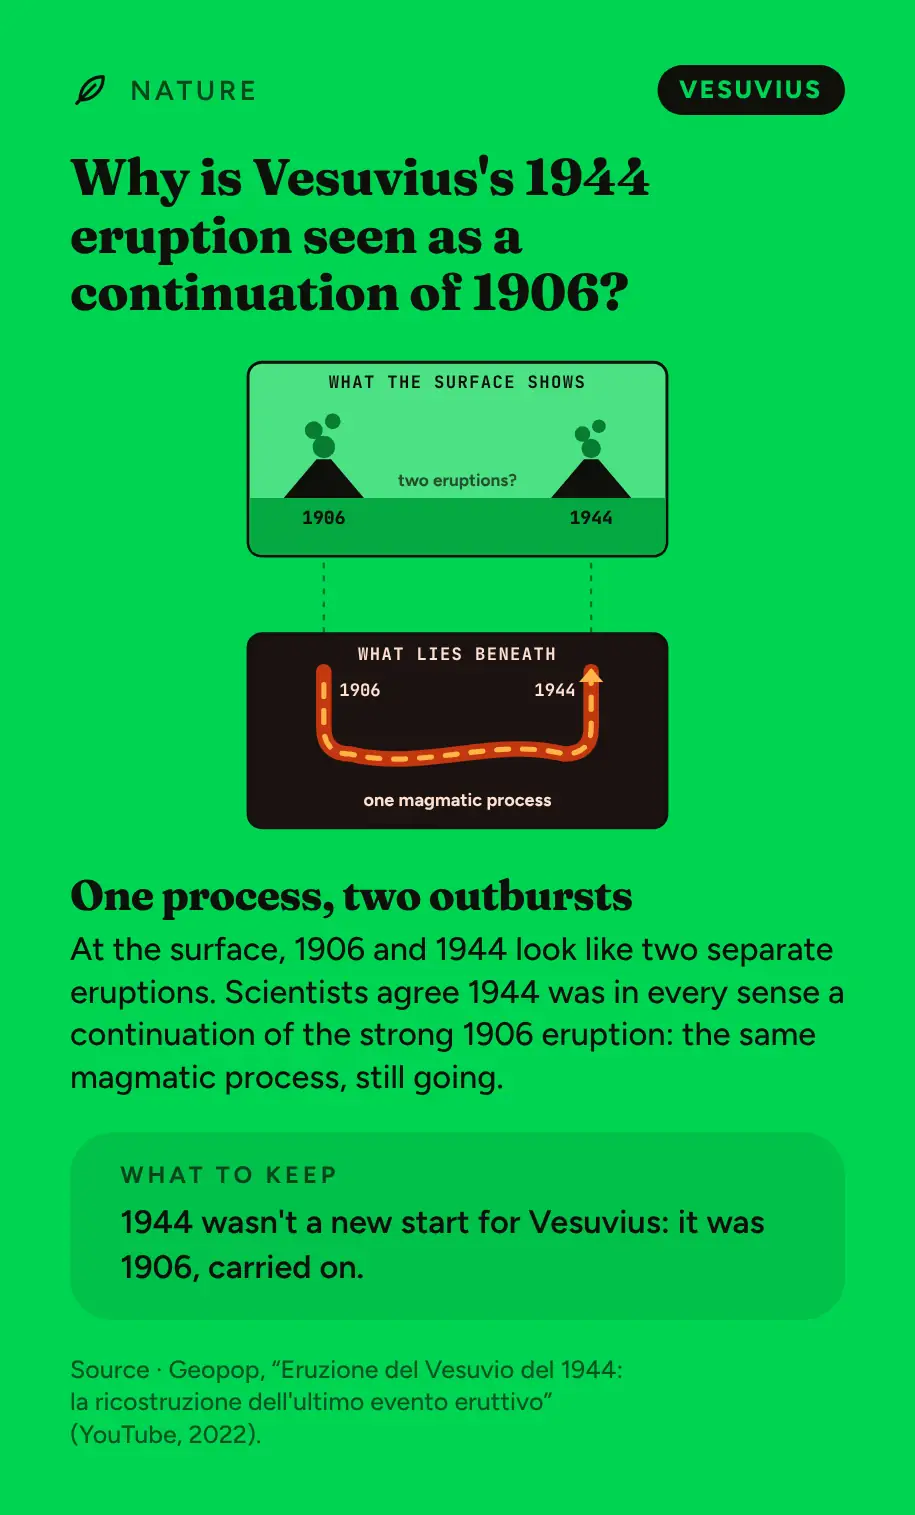 NATURE
VESUVIUS
Why is Vesuvius's 1944
eruption seen as a
continuation of 1906?
WHAT THE SURFACE SHOWS
two eruptions?
1906
1944
WHAT LIES BENEATH
1906
1944
one magmatic process
One process, two outbursts
At the surface, 1906 and 1944 look like two separate
eruptions. Scientists agree 1944 was in every sense a
continuation of the strong 1906 eruption: the same
magmatic process, still going.
WHAT TO KEEP
1944 wasn't a new start for Vesuvius: it was
1906, carried on.
Source · Geopop, “Eruzione del Vesuvio del 1944:
la ricostruzione dell'ultimo evento eruttivo”
(YouTube, 2022).